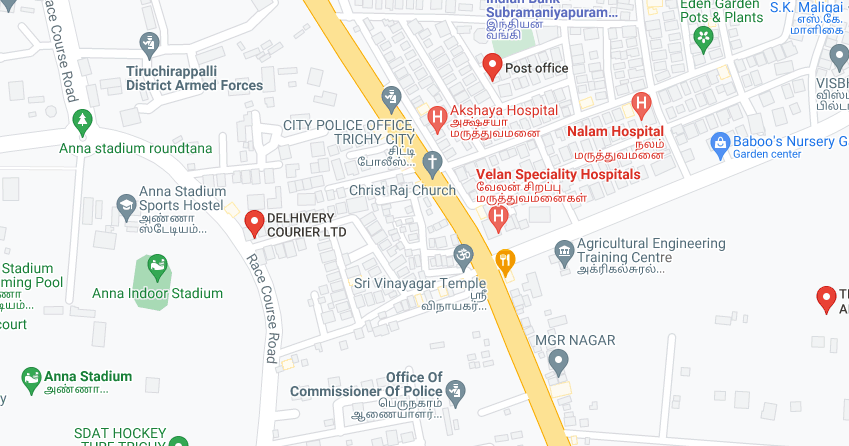 Indian Bank
Subramaniyapuram...
இந்தியன்
வங்கி
Eden Garden
Pots & Plants
S.K. Maligai -
எஸ்.கே.
மாளிகை
Race Course Road
Tiruchirappalli
District Armed Forces
Post office
VISBH
விஸ்
பில்ட
Akshaya Hospital
அக்ஷயா
மருத்துவமனை
Nalam Hospital
நலம்
மருத்துவமனை
CITY POLICE OFFICE,
TRICHY CITY
சிட்டி
போலீஸ்...
Anna stadium roundtana
Baboo's Nursery Ga
Garden center
Velan Speciality Hospitals
வேலன் சிறப்பு
மருத்துவமனைகள்
Christ Raj Church
Anna Stadium
Sports Hostel
அண்ணா
ஸ்டேடியம்...
DELHIVERY
COURIER LTD
Agricultural Engineering
Training Centre
அக்ரிகல்சுரல்...
Stadium
ming Pool
ணா
டியம்...
court
Anna Indoor Stadium
Race Course Road
Sri Vinayagar Temple
ஸ்ரீ
விநாயகர்...
MGR NAGAR
Anna Stadium
அண்ணா...
Office Of
Commissioner Of Police
பெருநகரம்
ஆணையாளர்...
SDAT HOCKEY
TURF TRICHY